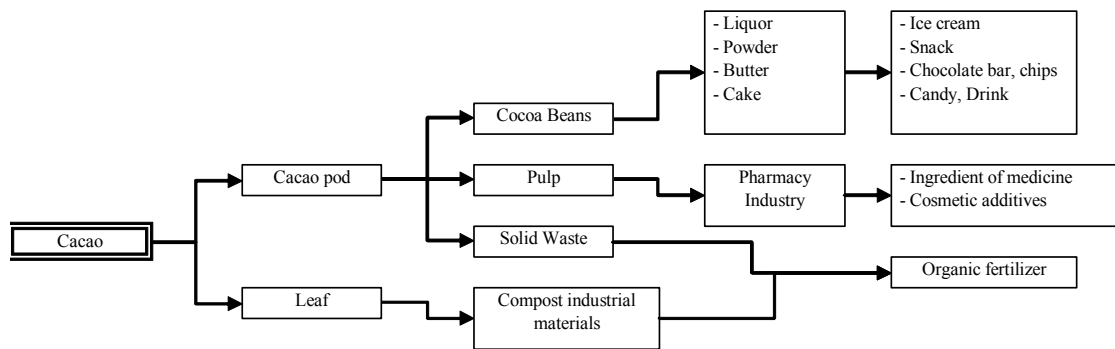 - Liquor
- Powder
- Butter
- Cake
- Ice cream
- Snack
- Chocolate bar, chips
- Candy, Drink
Cocoa Beans
Cacao pod
Pulp
Pharmacy
Industry
- Ingredient of medicine
- Cosmetic additives
Cacao
Solid Waste
Organic fertilizer
Leaf
Compost industrial
materials